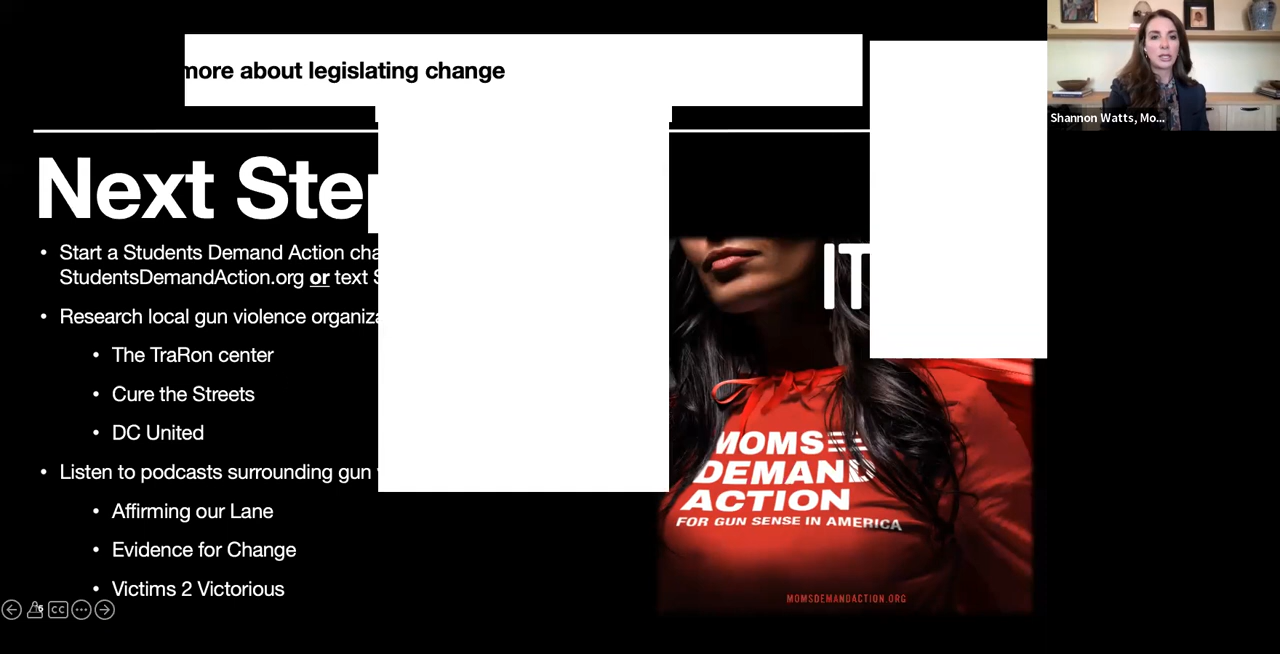 more about legislating change
Shannon Watts, Mo...
Next Step
• Start a Students Demand Action cha
StudentsDemandAction.org or text S
• Research local gun violence organiza
• The TraRon center
• Cure the Streets
• DC United
• Listen to podcasts surrounding gun
• Affirming our Lane
• Evidence for Change
• Victims 2 Victorious
IT
MOMS
DEMAND
ACTION
FOR GUN SENSE IN AMERICA
MOMSDEMANDACTION.ORG
CC